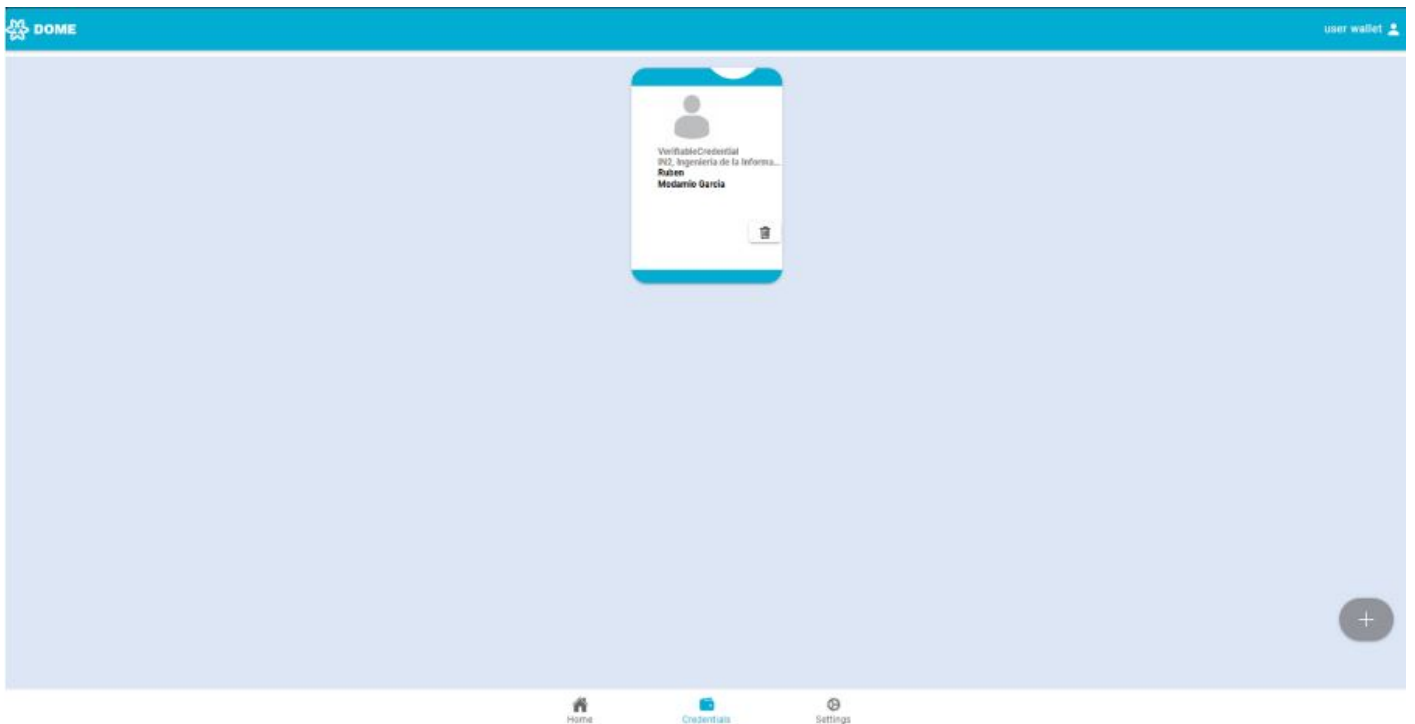 DOME
user wallet
VerifiableCredential
IN2, Ingeniería de la Informa...
Ruben
Modamio Garcia
Home
Credentials
Settings